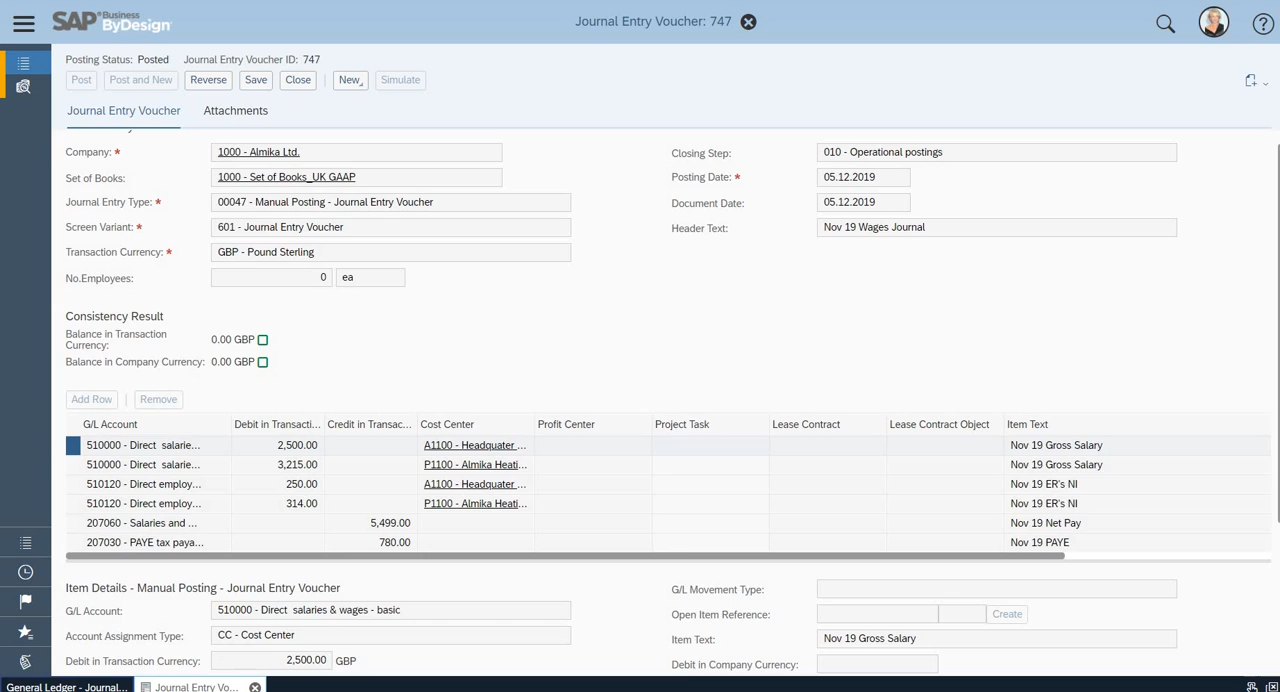 SAP Business ByDesign
Journal Entry Voucher: 747
Posting Status: Posted Journal Entry Voucher ID: 747
Post Post and New Reverse Save Close New Simulate
Journal Entry Voucher Attachments
Company: * 1000 - Almika Ltd.
Set of Books: 1000 - Set of Books_UK GAAP
Journal Entry Type: * 00047 - Manual Posting - Journal Entry Voucher
Screen Variant: * 601 - Journal Entry Voucher
Transaction Currency: * GBP - Pound Sterling
No.Employees: 0 ea
Closing Step: 010 - Operational postings
Posting Date: * 05.12.2019
Document Date: 05.12.2019
Header Text: Nov 19 Wages Journal
Consistency Result
Balance in Transaction
Currency: 0.00 GBP
Balance in Company Currency: 0.00 GBP
Add Row Remove
G/L Account Debit in Transacti... Credit in Transac... Cost Center Profit Center Project Task Lease Contract Lease Contract Object Item Text
510000 - Direct salarie... 2,500.00 A1100 - Headquater ... Nov 19 Gross Salary
510000 - Direct salarie... 3,215.00 P1100 - Almika Heati... Nov 19 Gross Salary
510120 - Direct employ... 250.00 A1100 - Headquater ... Nov 19 ER's NI
510120 - Direct employ... 314.00 P1100 - Almika Heati... Nov 19 ER's NI
207060 - Salaries and ... 5,499.00 Nov 19 Net Pay
207030 - PAYE tax paya... 780.00 Nov 19 PAYE
Item Details - Manual Posting - Journal Entry Voucher
G/L Account: 510000 - Direct salaries & wages - basic
Account Assignment Type: CC - Cost Center
Debit in Transaction Currency: 2,500.00 GBP
G/L Movement Type:
Open Item Reference: Create
Item Text: Nov 19 Gross Salary
Debit in Company Currency:
General Ledger - Journal... Journal Entry Vo...